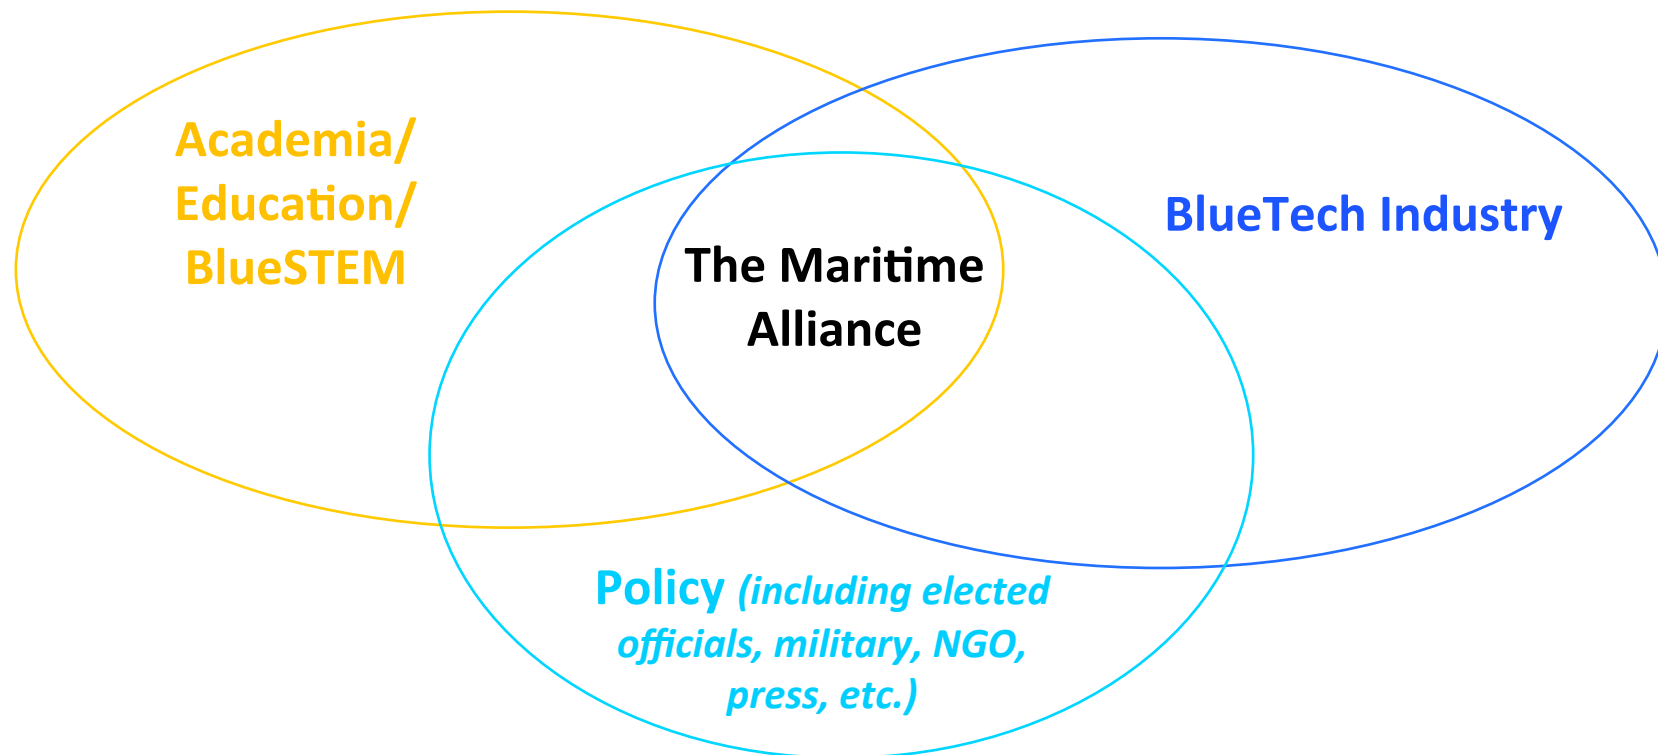 Academia/
Education/
BlueSTEM
BlueTech Industry
The Maritime
Alliance
Policy (including elected
officials, military, NGO,
press, etc.)